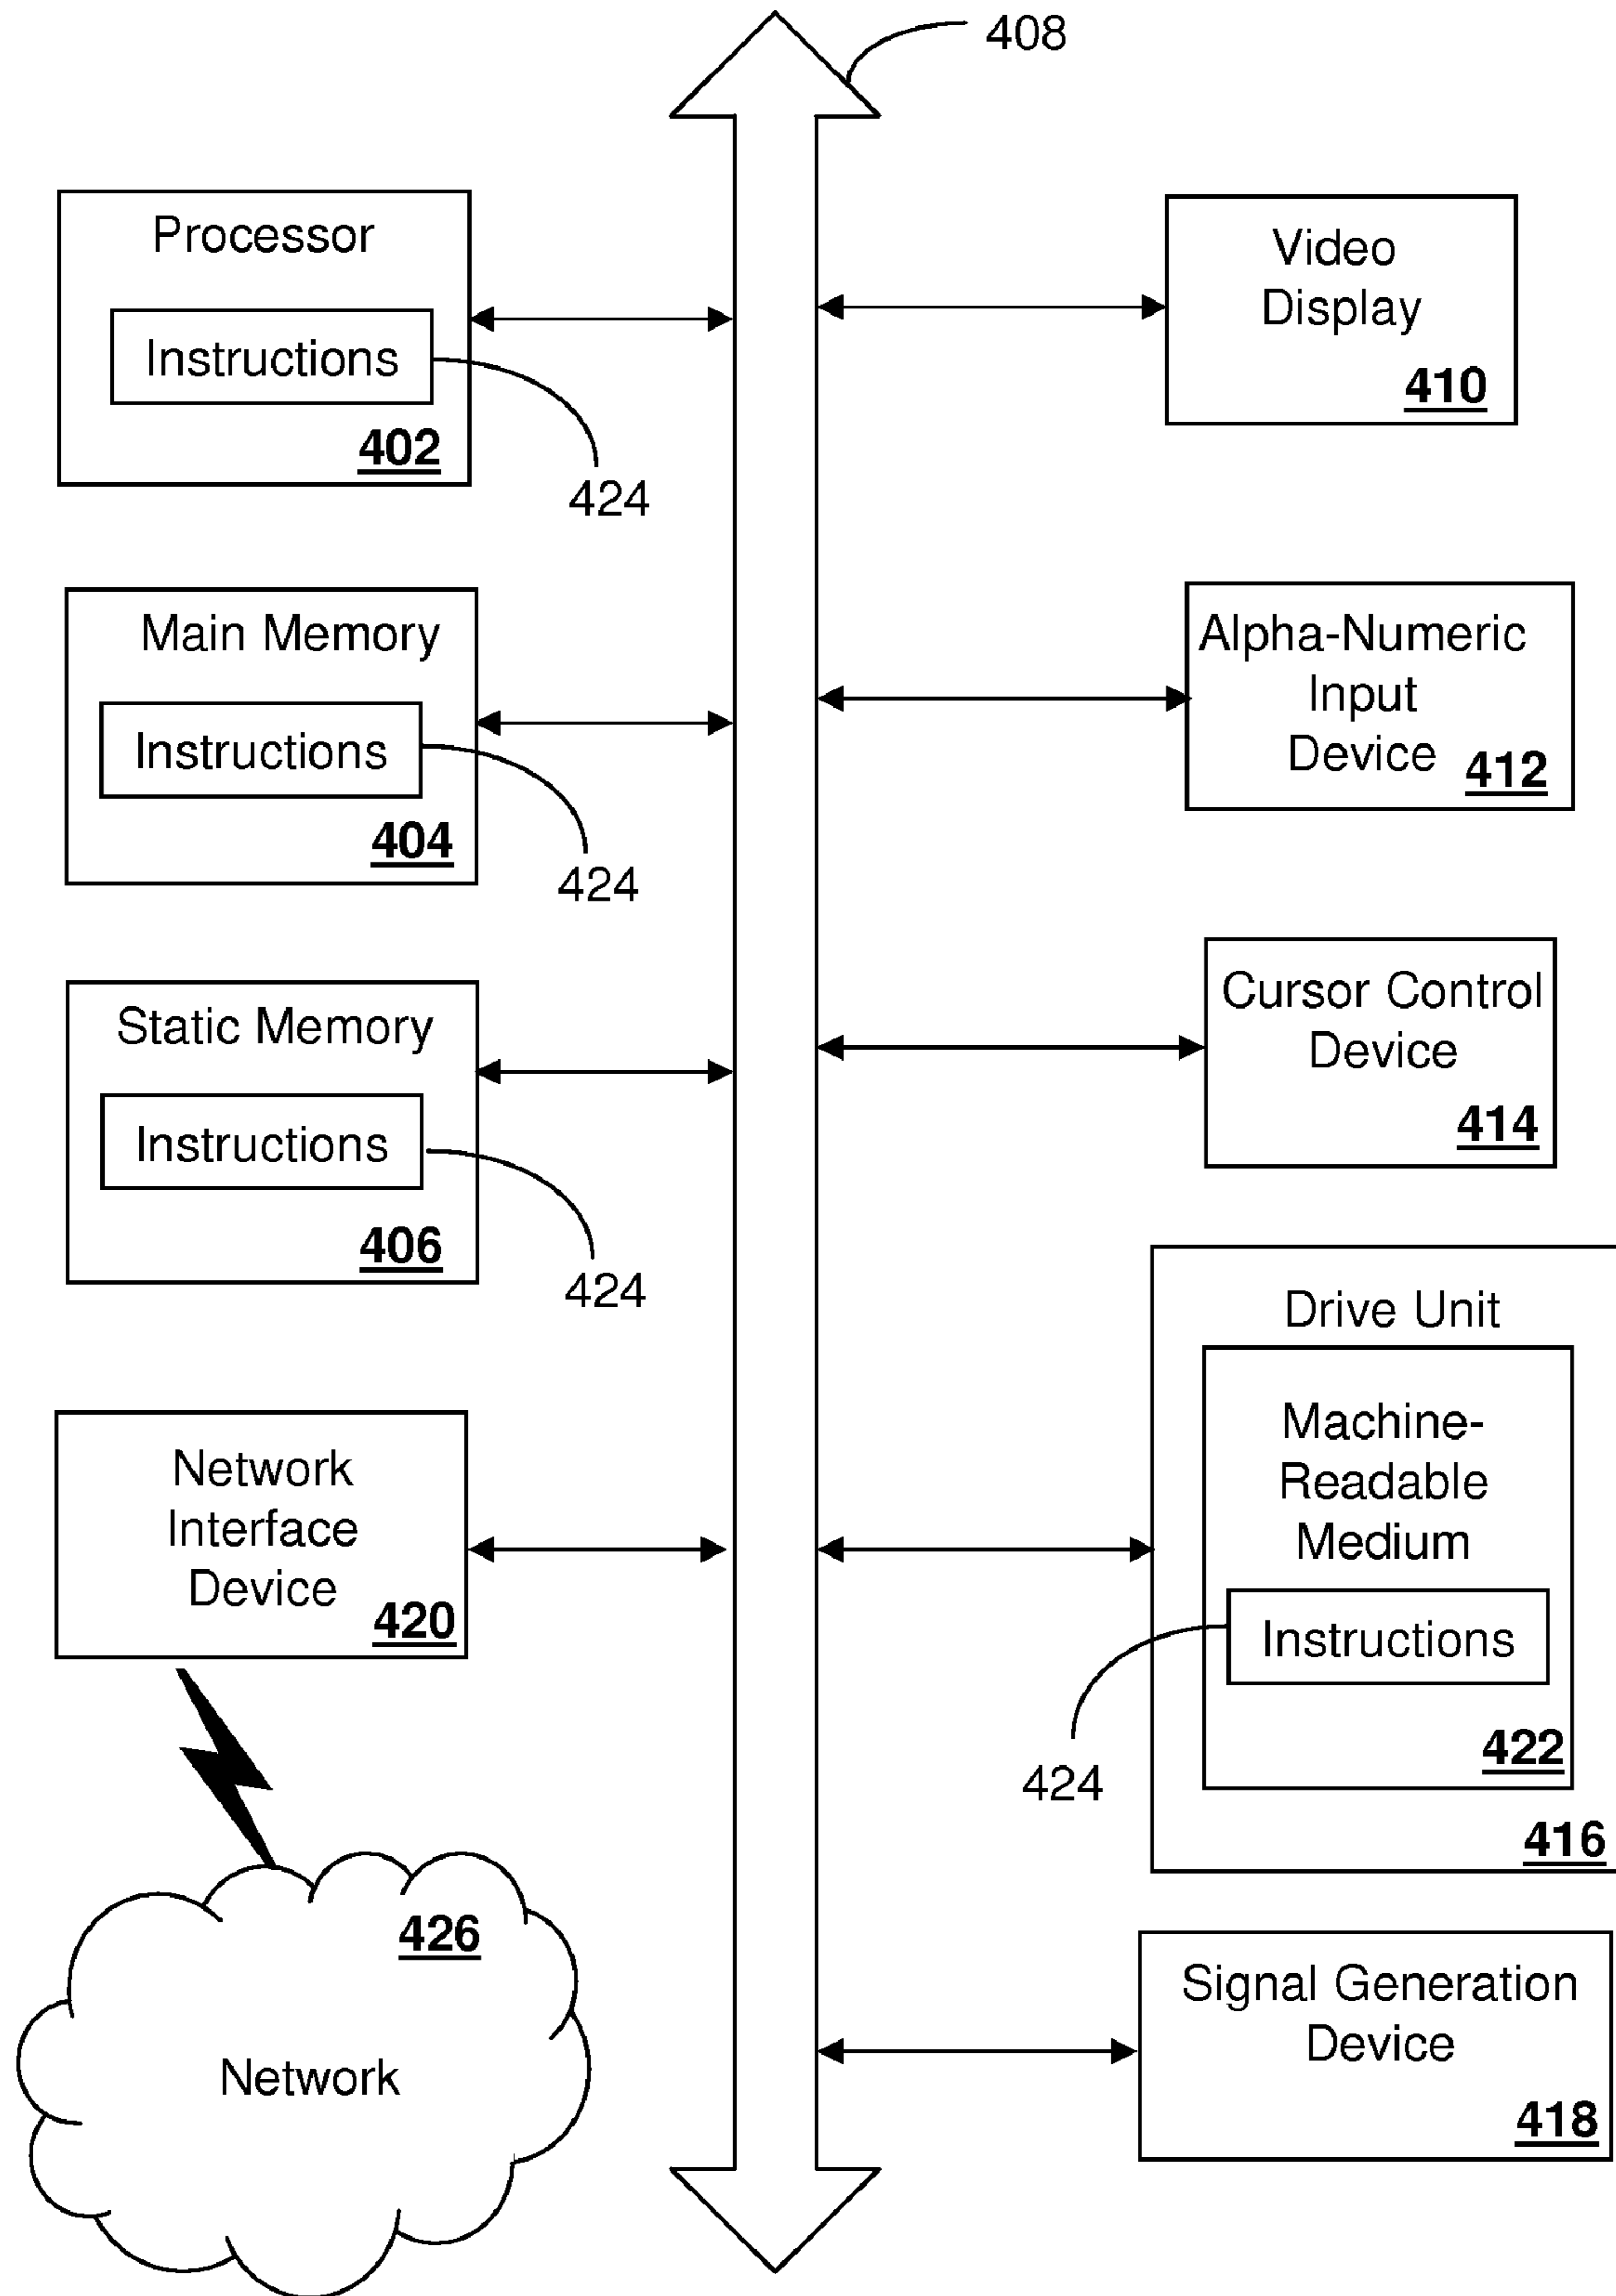 408
Processor
Instructions
402
424
Main Memory
Instructions
404
424
Static Memory
Instructions
406
424
Network
Interface
Device
420
426
Network
Video
Display
410
Alpha-Numeric
Input
Device
412
Cursor Control
Device
414
Drive Unit
Machine-
Readable
Medium
Instructions
422
424
416
Signal Generation
Device
418